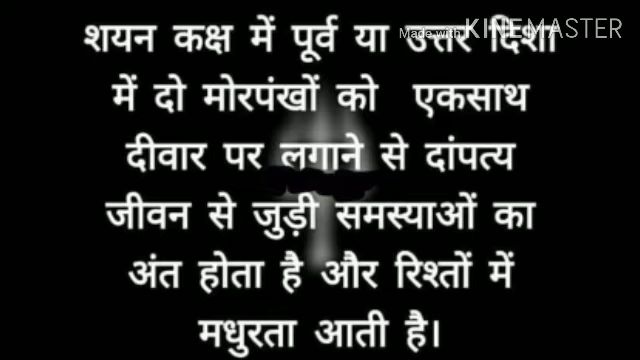 शयन कक्ष में पूर्व या उत्तर दिशा
Made with KINEMASTER
में दो मोरपंखों को एकसाथ
दीवार पर लगाने से दांपत्य
जीवन से जुड़ी समस्याओं का
अंत होता है और रिश्तों में
मधुरता आती है।